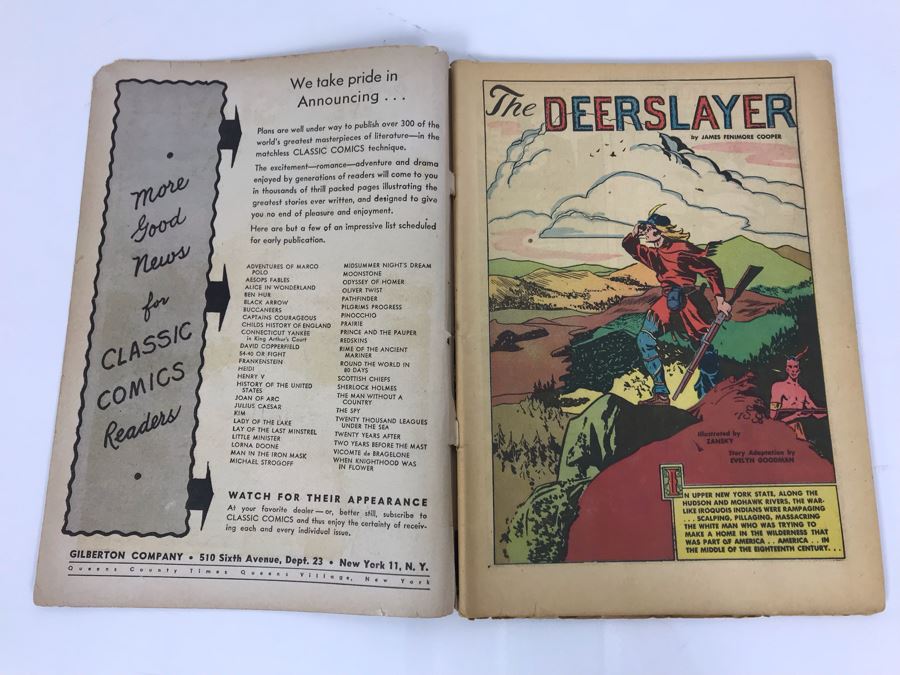 More
Good
News
for
CLASSIC
COMICS
Readers
We take pride in
Announcing . . .
Plans are well under way to publish over 300 of the
world's greatest masterpieces of literature—in the
matchless CLASSIC COMICS technique.
The excitement—romance—adventure and drama
enjoyed by generations of readers will come to you
in thousands of thrill packed pages illustrating the
greatest stories ever written, and designed to give
you no end of pleasure and enjoyment.
Here are but a few of an impressive list scheduled
for early publication.
ADVENTURES OF MARCO
POLO
AESOPS FABLES
ALICE IN WONDERLAND
BEN HUR
BLACK ARROW
BUCCANEERS
CAPTAINS COURAGEOUS
CHILDS HISTORY OF ENGLAND
CONNECTICUT YANKEE
in King Arthur's Court
DAVID COPPERFIELD
54-40 OR FIGHT
FRANKENSTEIN
HEIDI
HENRY V
HISTORY OF THE UNITED
STATES
JOAN OF ARC
JULIUS CAESAR
KIM
LADY OF THE LAKE
LAY OF THE LAST MINSTREL
LITTLE MINISTER
LORNA DOONE
MAN IN THE IRON MASK
MICHAEL STROGOFF
MIDSUMMER NIGHT'S DREAM
MOONSTONE
ODYSSEY OF HOMER
OLIVER TWIST
PATHFINDER
PILGRIMS PROGRESS
PINOCCHIO
PRAIRIE
PRINCE AND THE PAUPER
REDSKINS
RIME OF THE ANCIENT
MARINER
ROUND THE WORLD IN
80 DAYS
SCOTTISH CHIEFS
SHERLOCK HOLMES
THE MAN WITHOUT A
COUNTRY
THE SPY
TWENTY THOUSAND LEAGUES
UNDER THE SEA
TWENTY YEARS AFTER
TWO YEARS BEFORE THE MAST
VICOMTE de BRAGELONE
WHEN KNIGHTHOOD WAS
IN FLOWER
WATCH FOR THEIR APPEARANCE
At your favorite dealer—or, better still, subscribe to
CLASSIC COMICS and thus enjoy the certainty of receiv-
ing each and every individual issue.
GILBERTON COMPANY • 510 Sixth Avenue, Dept. 23 • New York 11, N. Y.
Queens County Times Queens Village, New York
The DEERSLAYER
by JAMES FENIMORE COOPER
Illustrated by
ZANSKY
Story Adaptation by
EVELYN GOODMAN
IN UPPER NEW YORK STATE, ALONG THE
HUDSON AND MOHAWK RIVERS, THE WAR-
LIKE IROQUOIS INDIANS WERE RAMPAGING
. . . SCALPING, PILLAGING, MASSACRING
THE WHITE MAN WHO WAS TRYING TO
MAKE A HOME IN THE WILDERNESS THAT
WAS PART OF AMERICA . . AMERICA . . IN
THE MIDDLE OF THE EIGHTEENTH CENTURY. . .